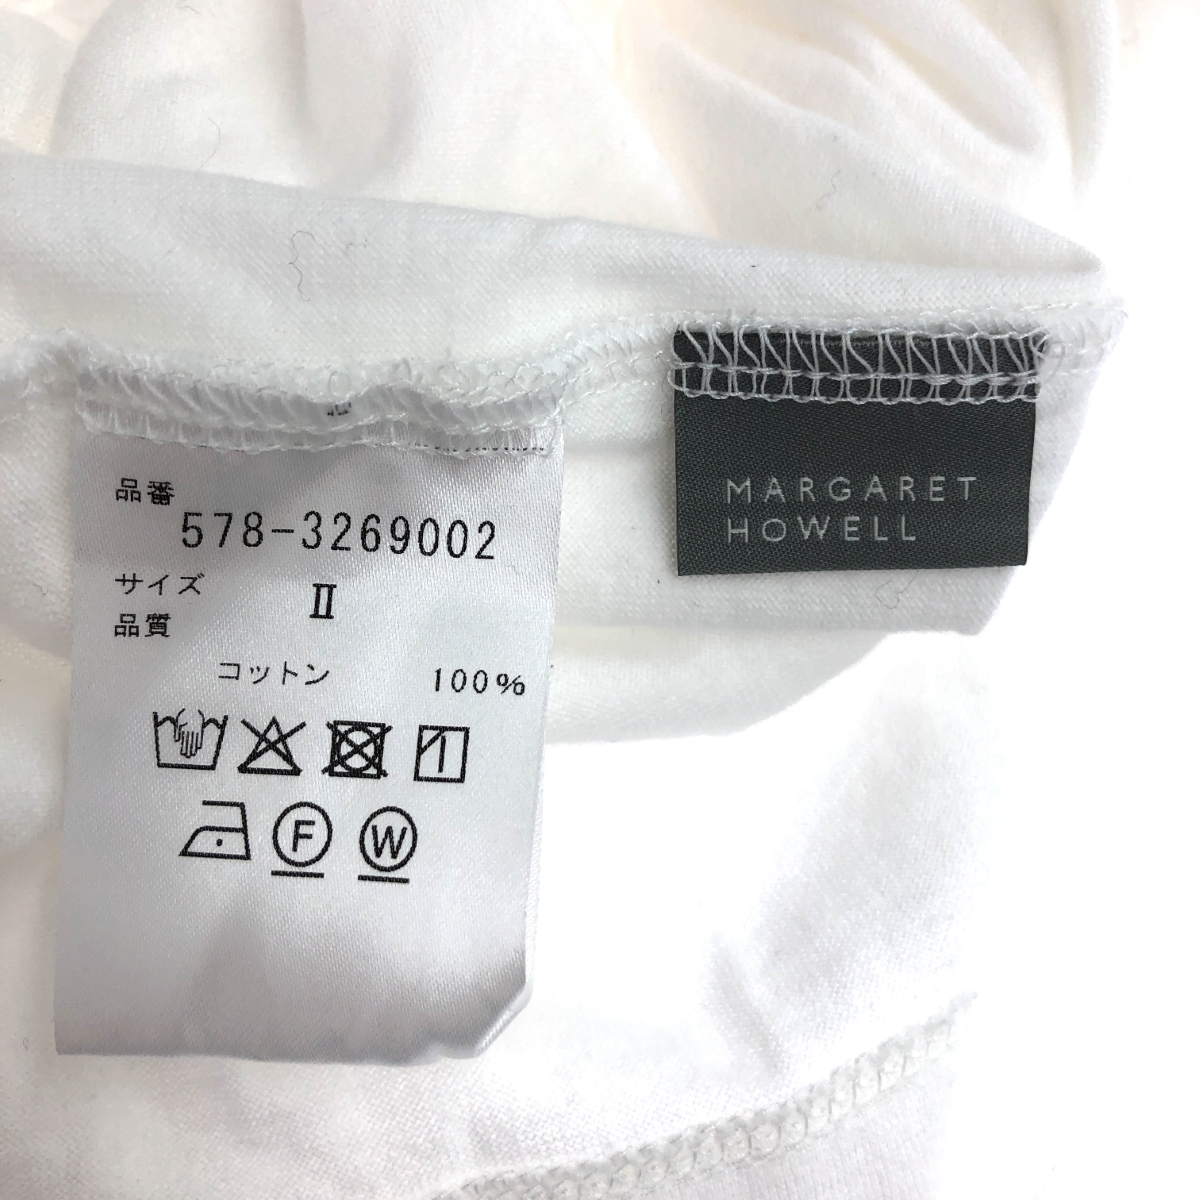 品番
578-3269002
サイズ II
品質
コットン 100%
F W
MARGARET
HOWELL